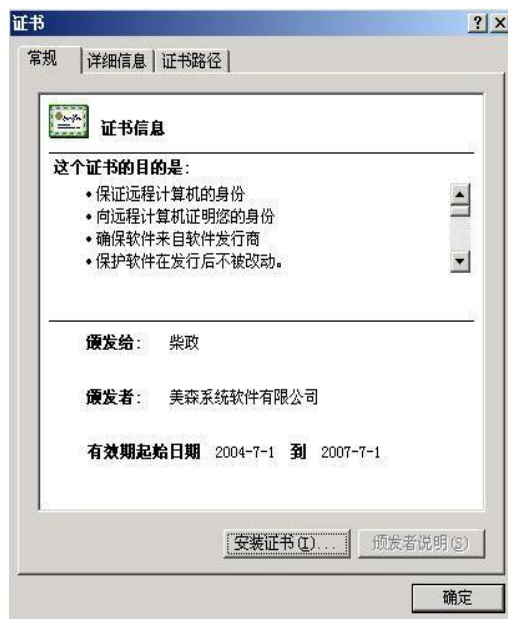 证书
常规 详细信息 证书路径
证书信息
这个证书的目的是:
•保证远程计算机的身份
•向远程计算机证明您的身份
•确保软件来自软件发行商
•保护软件在发行后不被改动。
颁发给: 柴政
颁发者: 美森系统软件有限公司
有效期起始日期 2004-7-1 到 2007-7-1
安装证书(I)... 颁发者说明(S)
确定